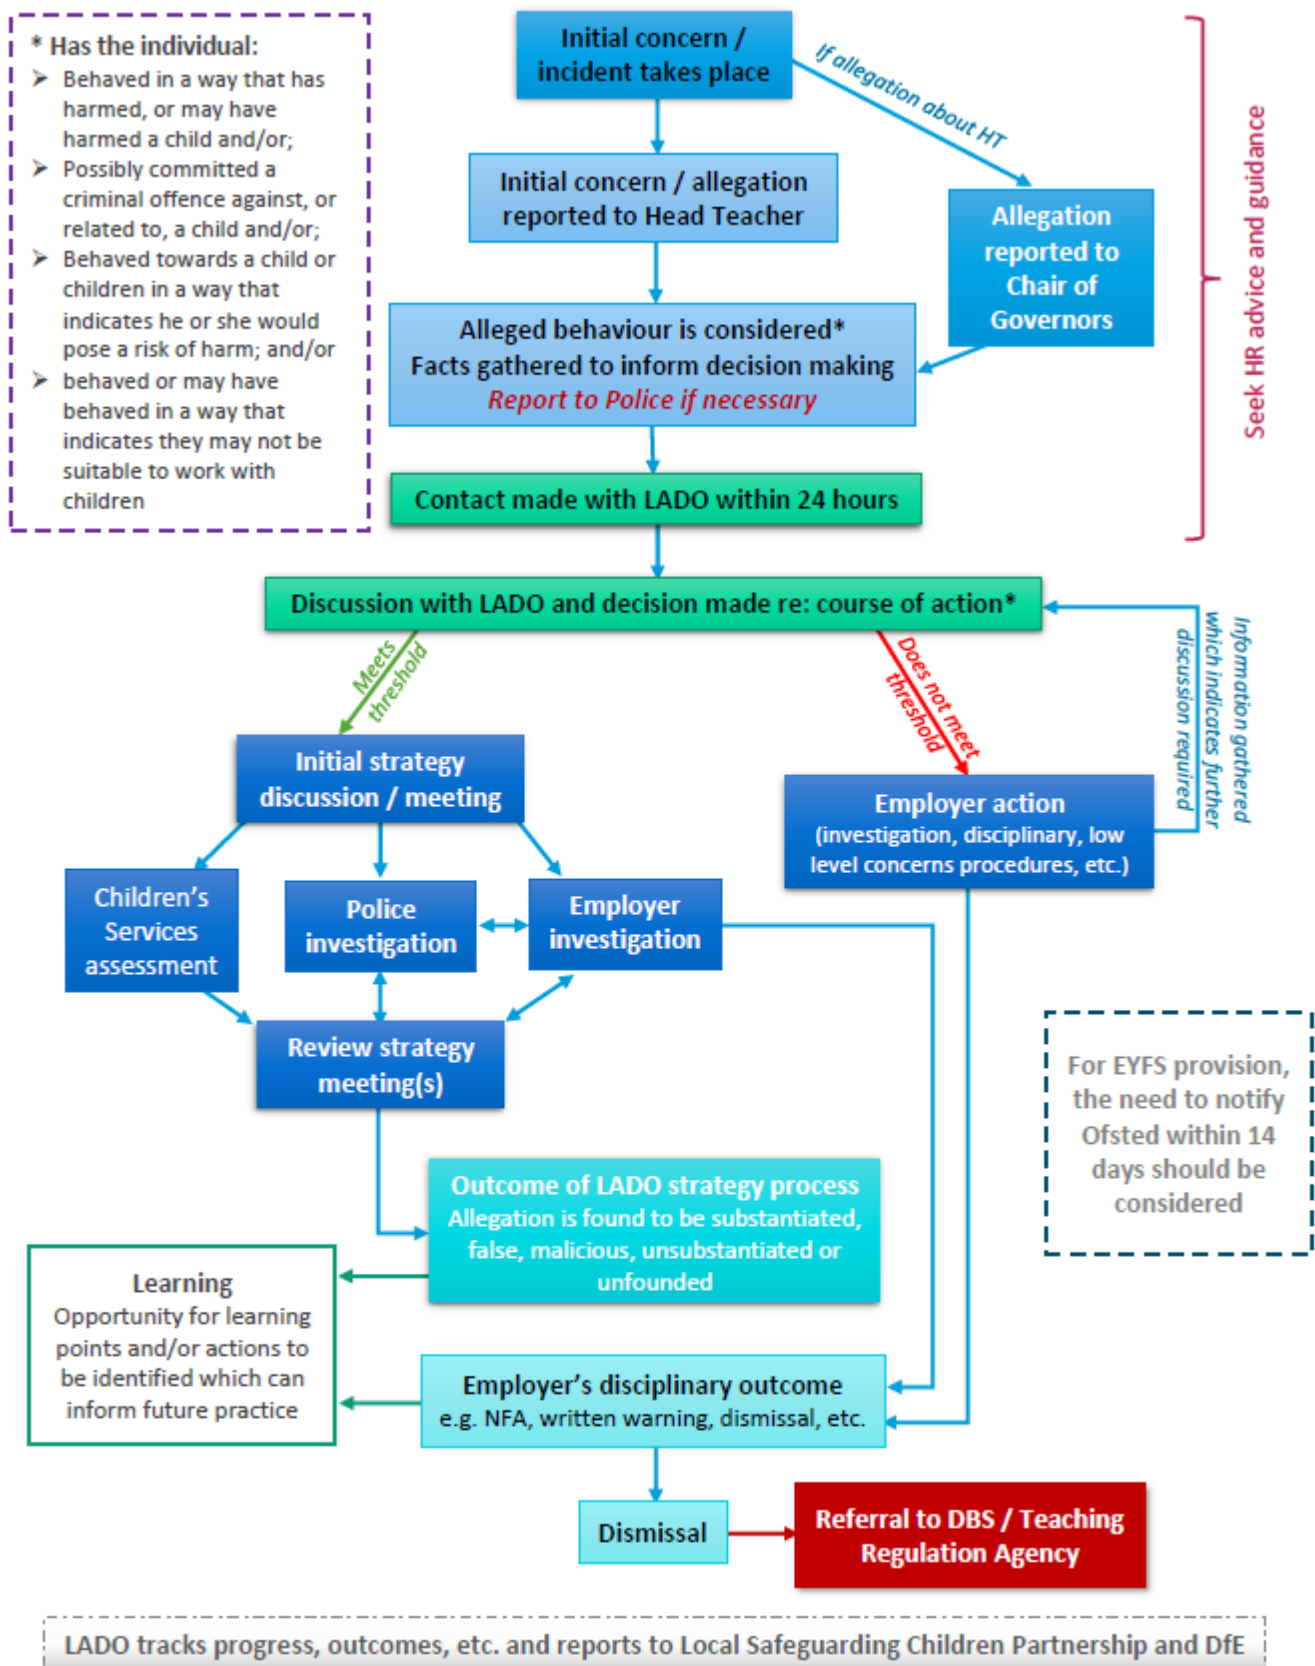 * Has the individual:
➢ Behaved in a way that has
harmed, or may have
harmed a child and/or;
➢ Possibly committed a
criminal offence against, or
related to, a child and/or;
➢ Behaved towards a child or
children in a way that
indicates he or she would
pose a risk of harm; and/or
➢ behaved or may have
behaved in a way that
indicates they may not be
suitable to work with
children
Initial concern /
incident takes place
If allegation about HT
Initial concern / allegation
reported to Head Teacher
Allegation
reported to
Chair of
Governors
Seek HR advice and guidance
Alleged behaviour is considered*
Facts gathered to inform decision making
Report to Police if necessary
Contact made with LADO within 24 hours
Discussion with LADO and decision made re: course of action*
Meets
threshold
Does not meet
threshold
Information gathered
which indicates further
discussion required
Initial strategy
discussion / meeting
Employer action
(investigation, disciplinary, low
level concerns procedures, etc.)
Children's
Services
assessment
Police
investigation
Employer
investigation
Review strategy
meeting(s)
For EYFS provision,
the need to notify
Ofsted within 14
days should be
considered
Outcome of LADO strategy process
Allegation is found to be substantiated,
false, malicious, unsubstantiated or
unfounded
Learning
Opportunity for learning
points and/or actions to
be identified which can
inform future practice
Employer's disciplinary outcome
e.g. NFA, written warning, dismissal, etc.
Dismissal
Referral to DBS / Teaching
Regulation Agency
LADO tracks progress, outcomes, etc. and reports to Local Safeguarding Children Partnership and DfE